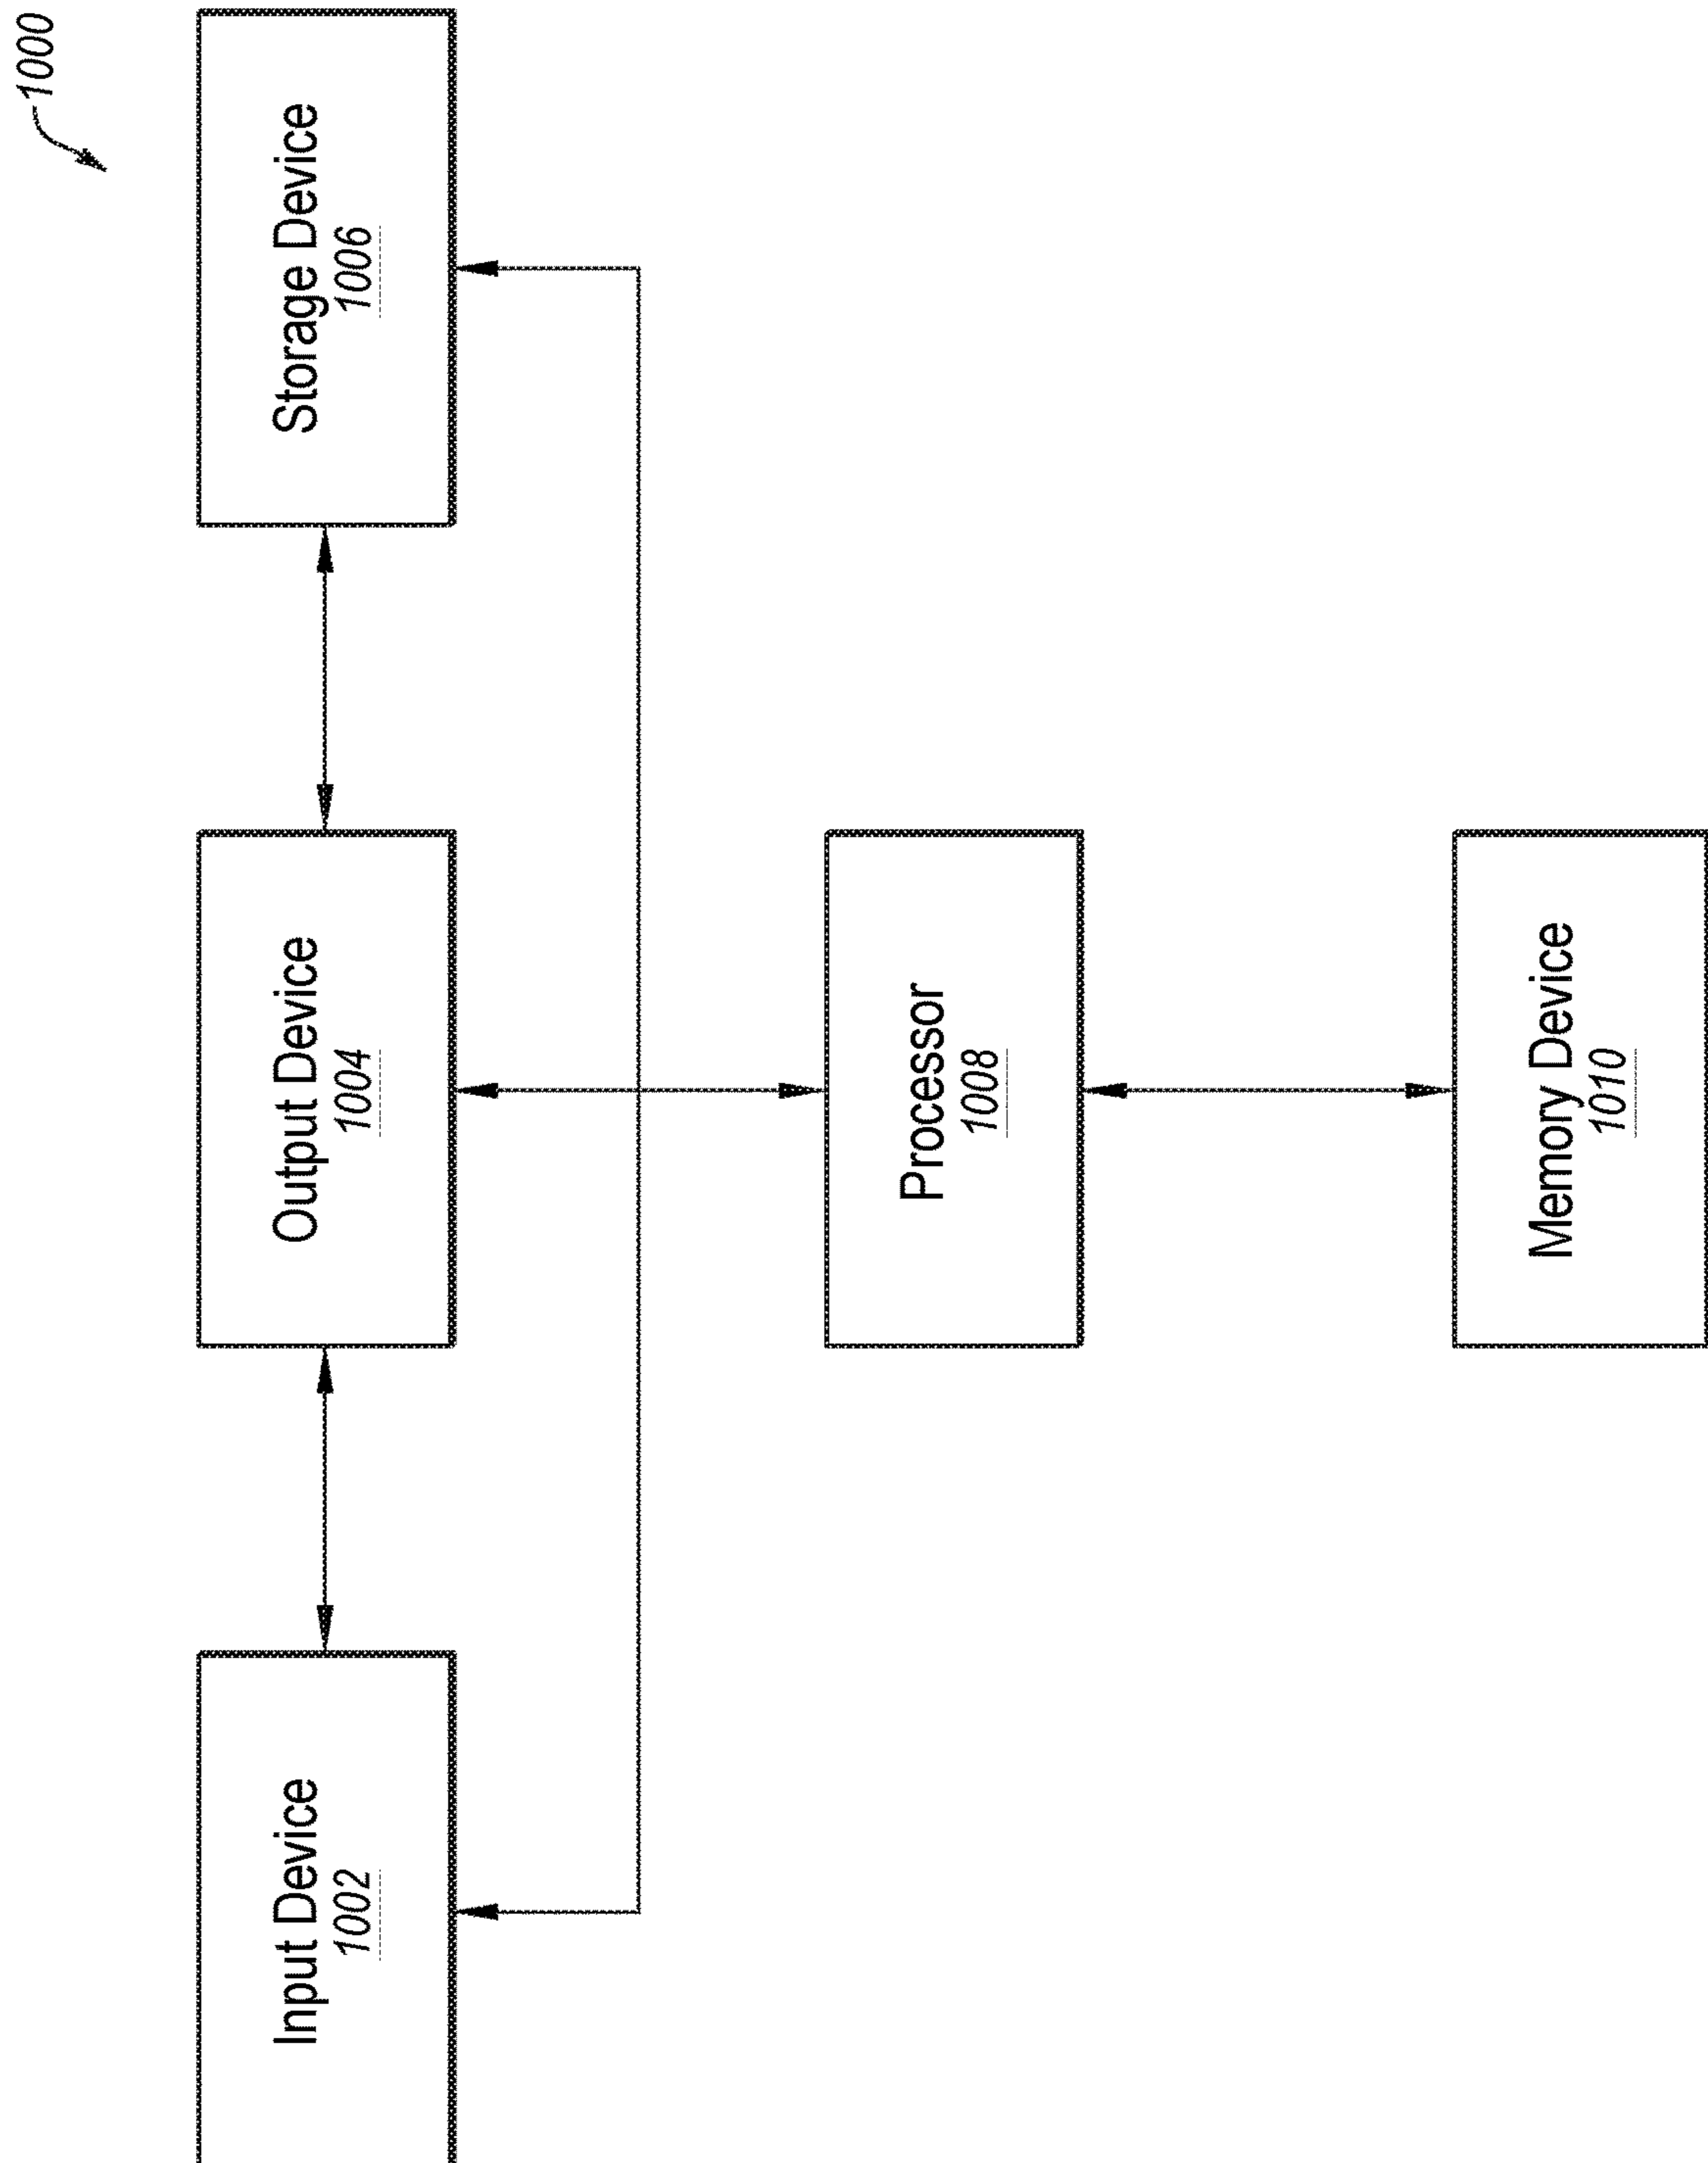 1000
Input Device
1002
Output Device
1004
Storage Device
1006
Processor
1008
Memory Device
1010